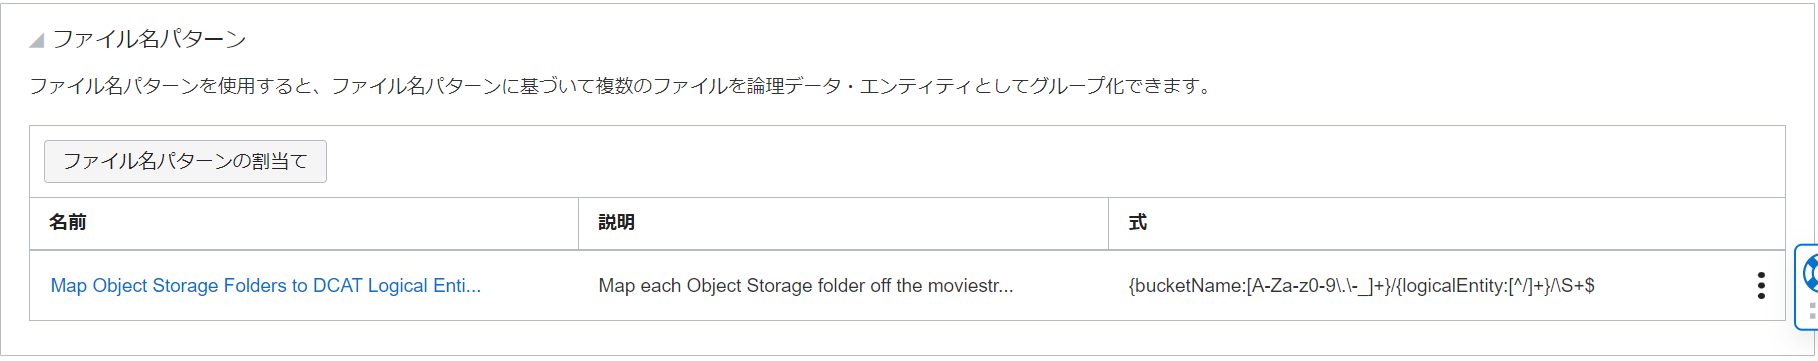 ファイル名パターン
ファイル名パターンを使用すると、ファイル名パターンに基づいて複数のファイルを論理データ・エンティティとしてグループ化できます。
ファイル名パターンの割当て
名前 説明 式
Map Object Storage Folders to DCAT Logical Enti... Map each Object Storage folder off the moviestr... {bucketName:[A-Za-z0-9\.\-_]+}/{logicalEntity:[^/]+}/\S+$